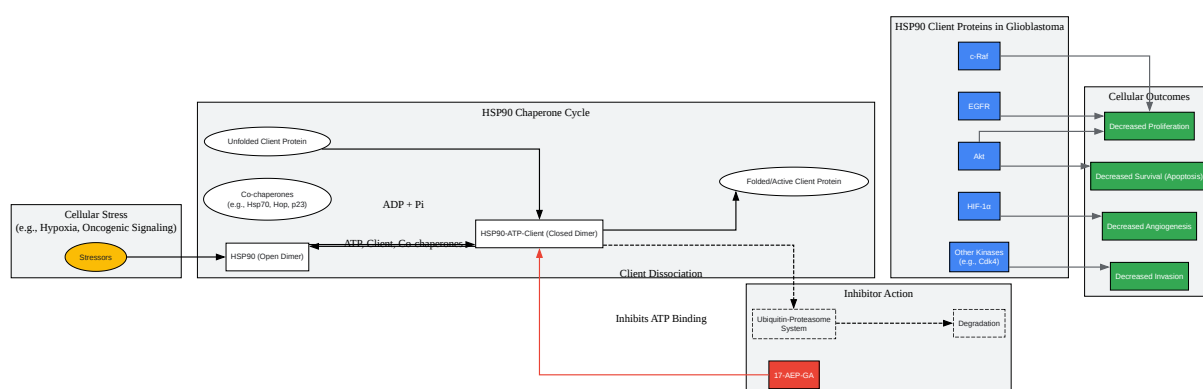 Cellular Stress
(e.g., Hypoxia, Oncogenic Signaling)
Stressors
HSP90 Chaperone Cycle
Unfolded Client Protein
Co-chaperones
(e.g., Hsp70, Hop, p23)
HSP90 (Open Dimer)
ADP + Pi
ATP, Client, Co-chaperones
HSP90-ATP-Client (Closed Dimer)
Folded/Active Client Protein
Client Dissociation
Inhibits ATP Binding
Inhibitor Action
Ubiquitin-Proteasome
System
Degradation
17-AEP-GA
HSP90 Client Proteins in Glioblastoma
c-Raf
EGFR
Akt
HIF-1α
Other Kinases
(e.g., Cdk4)
Cellular Outcomes
Decreased Proliferation
Decreased Survival (Apoptosis)
Decreased Angiogenesis
Decreased Invasion